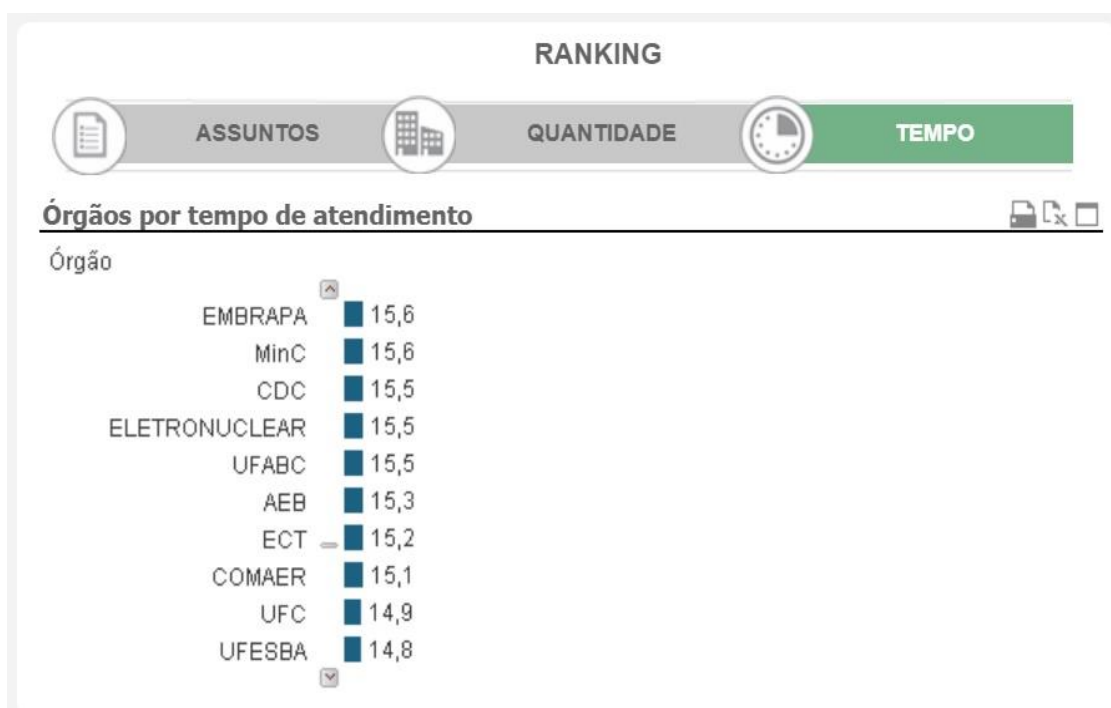 RANKING
ASSUNTOS QUANTIDADE TEMPO
Órgãos por tempo de atendimento
Órgão
EMBRAPA 15,6
MinC 15,6
CDC 15,5
ELETRONUCLEAR 15,5
UFABC 15,5
AEB 15,3
ECT 15,2
COMAER 15,1
UFC 14,9
UFESBA 14,8